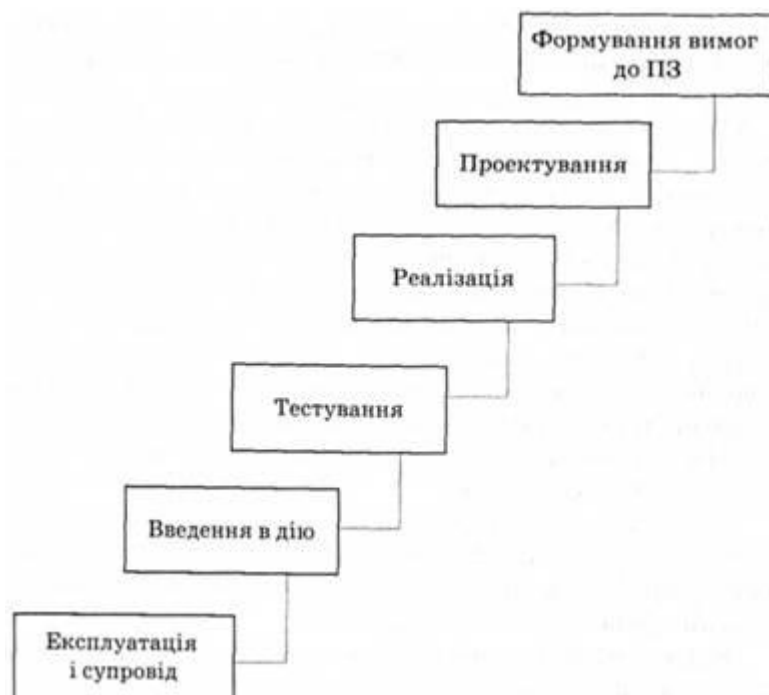 Формування вимог
до ПЗ
Проектування
Реалізація
Тестування
Введення в дію
Експлуатація
і супровід